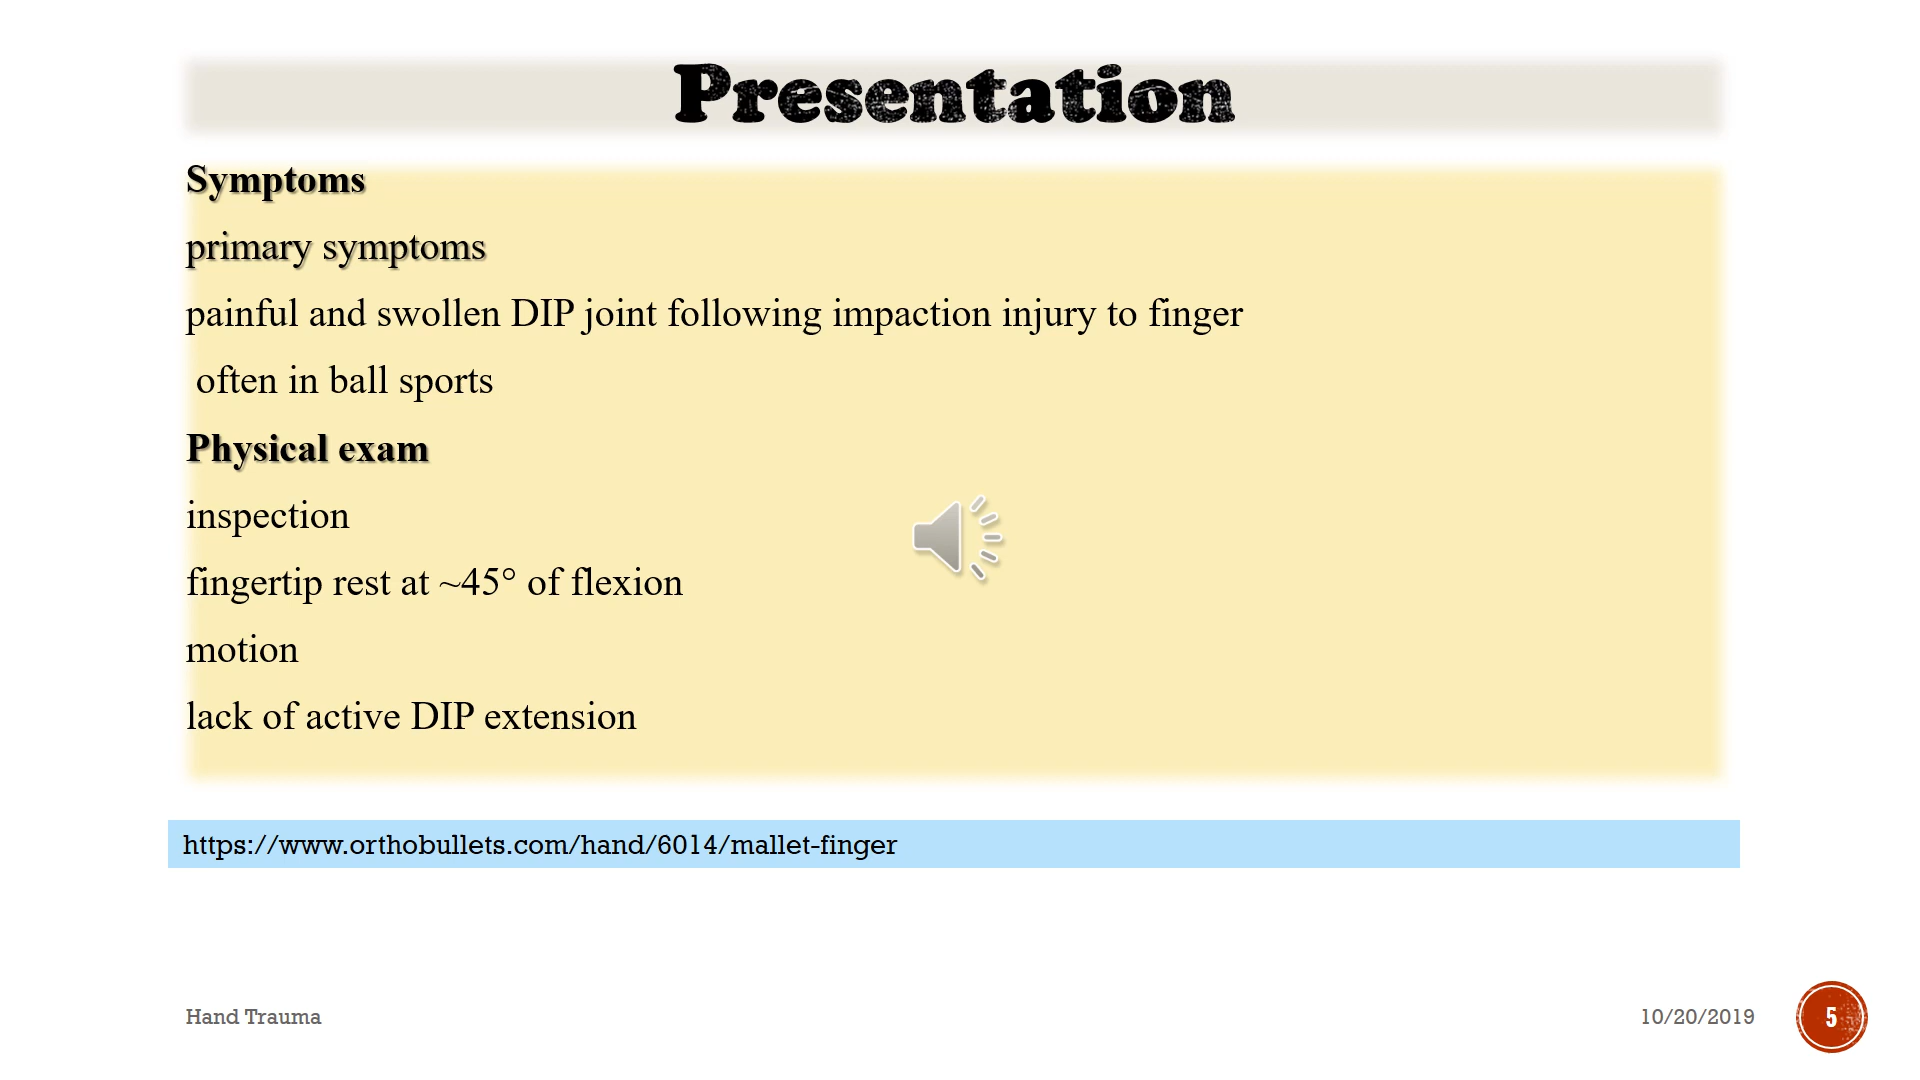 Presentation
Symptoms
primary symptoms
painful and swollen DIP joint following impaction injury to finger
often in ball sports
Physical exam
inspection
fingertip rest at ~45° of flexion
motion
lack of active DIP extension
https://www.orthobullets.com/hand/6014/mallet-finger
Hand Trauma
10/20/2019
5